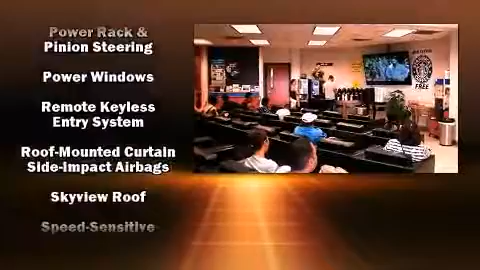 Power Rack &
Pinion Steering
Power Windows
Remote Keyless
Entry System
Roof-Mounted Curtain
Side-Impact Airbags
Skyview Roof
Speed-Sensitive
FREE